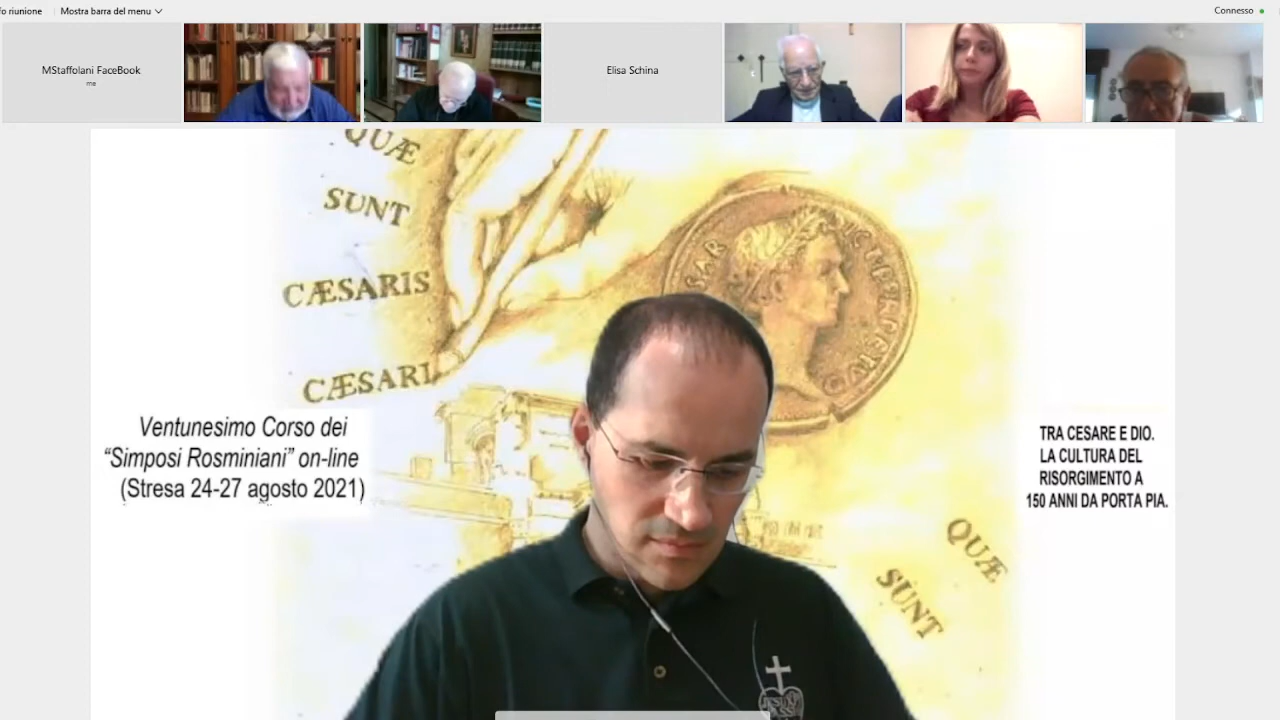 fo riunione
Mostra barra del menu
Connesso
MStaffolani FaceBook
me
Elisa Schina
QUÆ
SUNT
CÆSARIS
CÆSARI
Ventunesimo Corso dei
“Simposi Rosminiani” on-line
(Stresa 24-27 agosto 2021)
TRA CESARE E DIO.
LA CULTURA DEL
RISORGIMENTO A
150 ANNI DA PORTA PIA.
QUÆ
SUNT